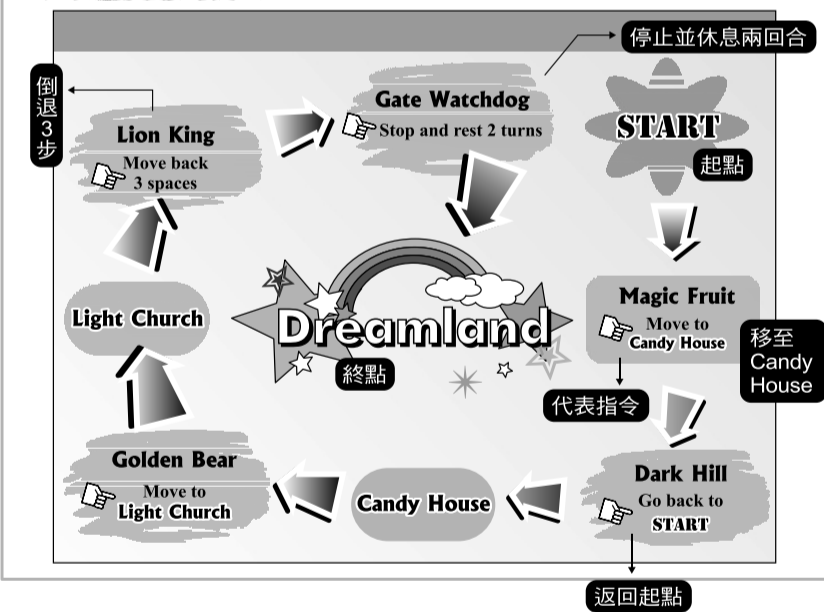 停止並休息兩回合
倒退3步
Gate Watchdog
Stop and rest 2 turns
Lion King
Move back
3 spaces
START
起點
Light Church
Dreamland
終點
Magic Fruit
Move to
Candy House
移至
Candy
House
代表指令
Golden Bear
Move to
Light Church
Candy House
Dark Hill
Go back to
START
返回起點